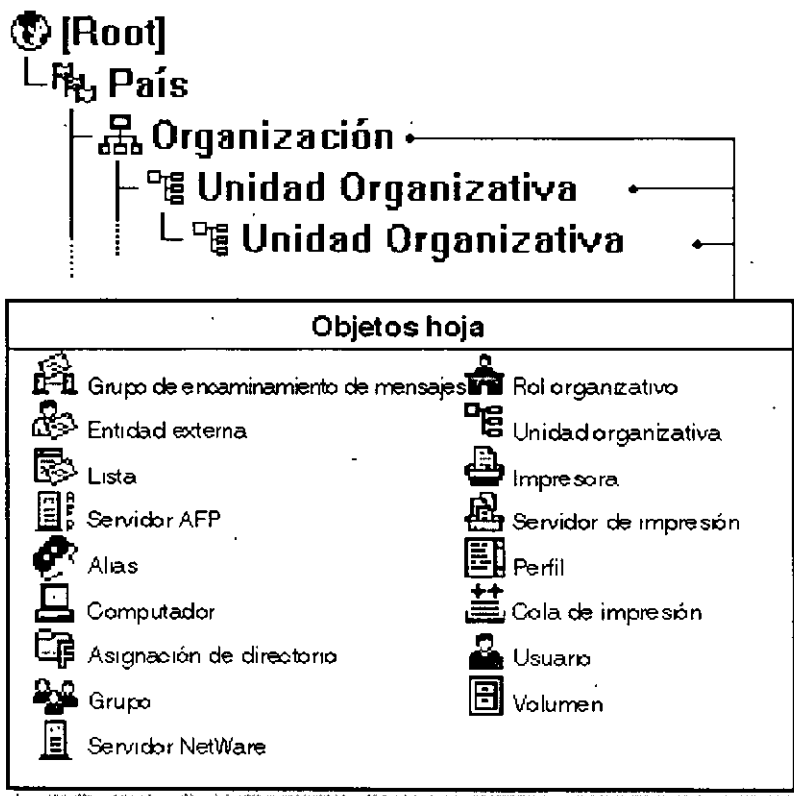 [Root]
País
Organización
Unidad Organizativa
Unidad Organizativa
Objetos hoja
Grupo de encaminamiento de mensajes
Entidad externa
Lista
Servidor AFP
Alias
Computador
Asignación de directorio
Grupo
Servidor NetWare
Rol organizativo
Unidad organizativa
Impresora
Servidor de impresión
Perfil
Cola de impresión
Usuario
Volumen